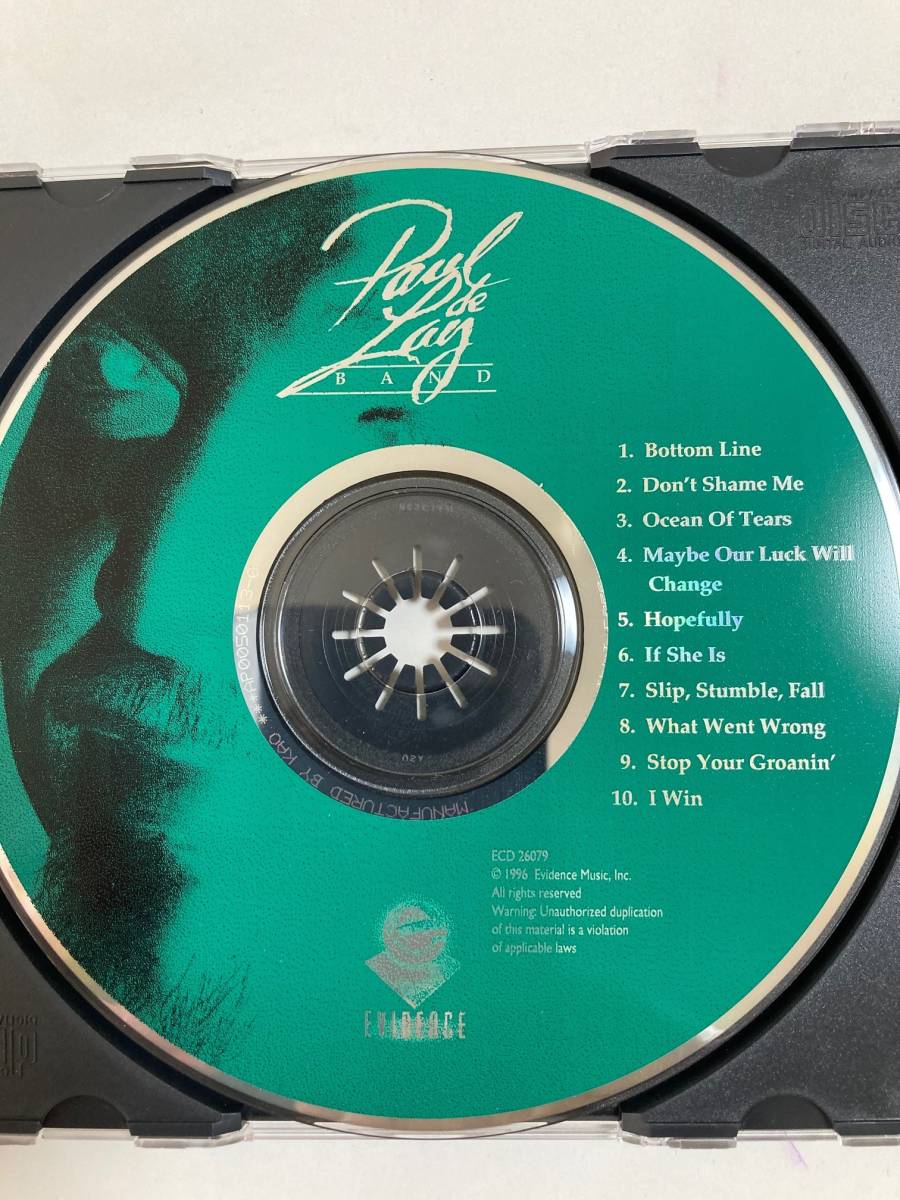 Paul
de
Lay
BAND
1. Bottom Line
2. Don't Shame Me
3. Ocean Of Tears
4. Maybe Our Luck Will
Change
5. Hopefully
6. If She Is
7. Slip, Stumble, Fall
8. What Went Wrong
9. Stop Your Groanin'
10. I Win
ECD 26079
© 1996 Evidence Music, Inc.
All rights reserved
Warning: Unauthorized duplication
of this material is a violation
of applicable laws
EVIDENCE
MANUFACTURED BY KAO
DIGITAL AUDIO